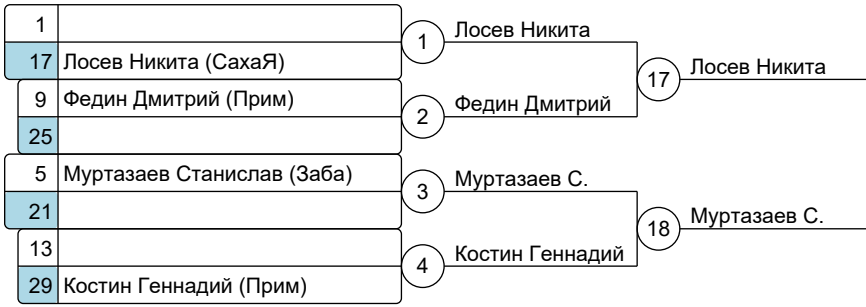 1
17 Лосев Никита (СахаЯ)
1 Лосев Никита
9 Федин Дмитрий (Прим)
25
2 Федин Дмитрий
17 Лосев Никита
5 Муртазаев Станислав (Заба)
21
3 Муртазаев С.
13
29 Костин Геннадий (Прим)
4 Костин Геннадий
18 Муртазаев С.